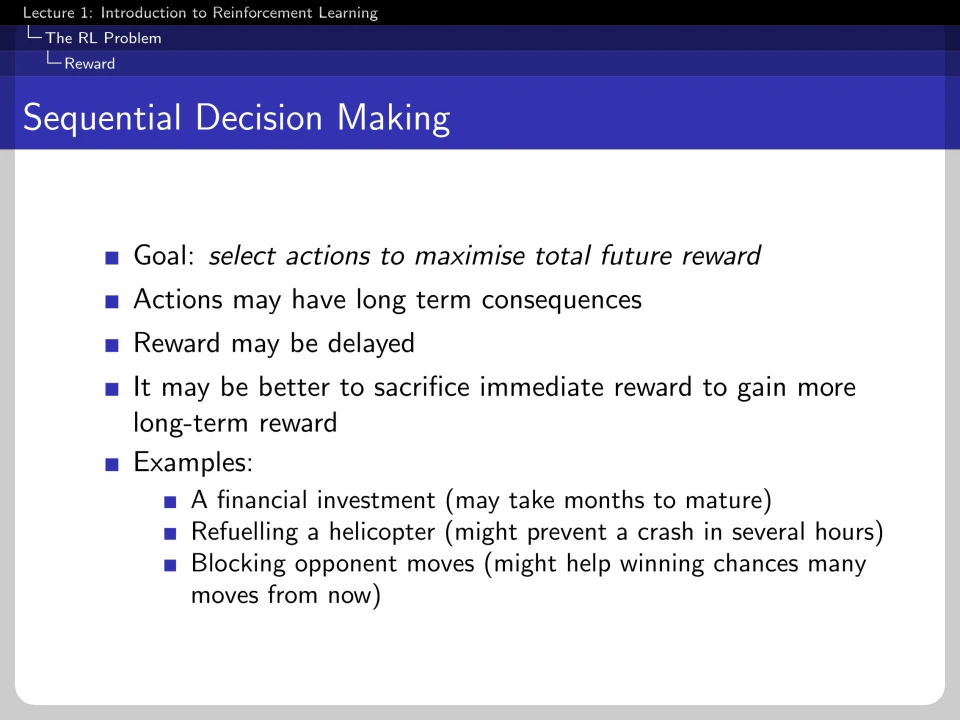 Lecture 1: Introduction to Reinforcement Learning
The RL Problem
Reward
Sequential Decision Making
Goal: select actions to maximise total future reward
Actions may have long term consequences
Reward may be delayed
It may be better to sacrifice immediate reward to gain more
long-term reward
Examples:
A financial investment (may take months to mature)
Refuelling a helicopter (might prevent a crash in several hours)
Blocking opponent moves (might help winning chances many
moves from now)